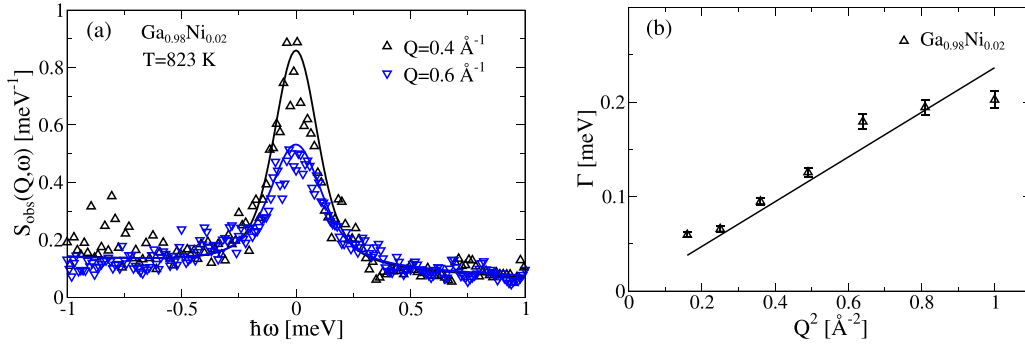 (a)
Ga0.98Ni0.02
T=823 K
Q=0.4 Å-1
Q=0.6 Å-1
Sobs(Q,ω) [meV-1]
1
0.8
0.6
0.4
0.2
0
-1
-0.5
0
0.5
1
ħω [meV]
(b)
Ga0.98Ni0.02
Γ [meV]
0.2
0.1
0
0
0.2
0.4
0.6
0.8
1
Q2 [Å-2]